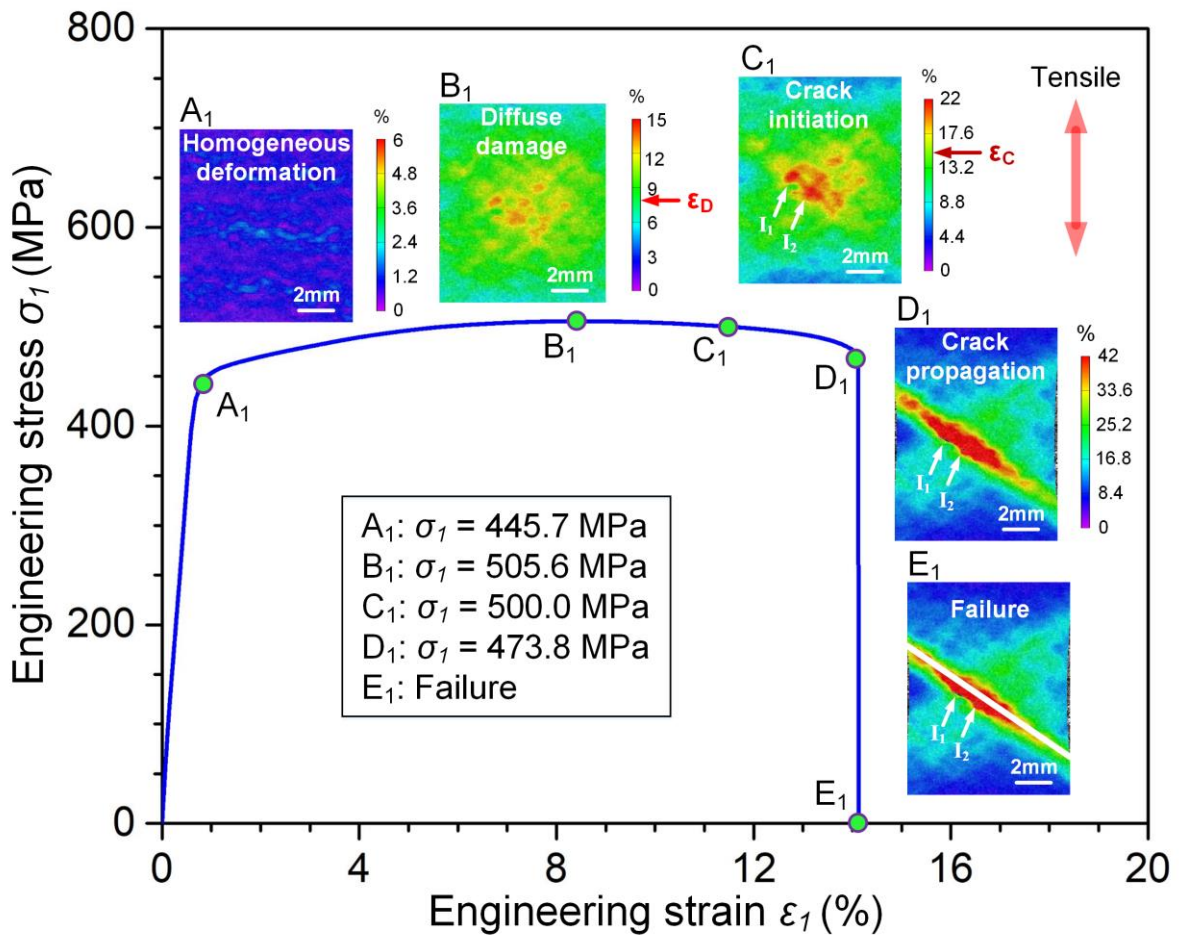 800
600
400
200
0
Engineering stress σ₁ (MPa)
0
4
8
12
16
20
Engineering strain ε₁ (%)
A₁
Homogeneous
deformation
2mm
%
6
4.8
3.6
2.4
1.2
0
B₁
Diffuse
damage
2mm
%
15
12
9
6
3
0
ε_D
C₁
Crack
initiation
I₁
I₂
2mm
%
22
17.6
13.2
8.8
4.4
0
ε_C
Tensile
D₁
Crack
propagation
I₁
I₂
2mm
%
42
33.6
25.2
16.8
8.4
0
E₁
Failure
I₁
I₂
2mm
A₁
B₁
C₁
D₁
E₁
A₁: σ₁ = 445.7 MPa
B₁: σ₁ = 505.6 MPa
C₁: σ₁ = 500.0 MPa
D₁: σ₁ = 473.8 MPa
E₁: Failure